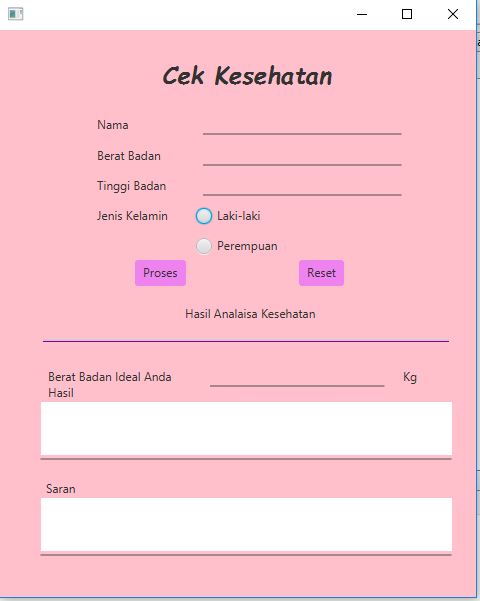 Cek Kesehatan
Nama
Berat Badan
Tinggi Badan
Jenis Kelamin Laki-laki
Perempuan
Proses Reset
Hasil Analaisa Kesehatan
Berat Badan Ideal Anda Kg
Hasil
Saran